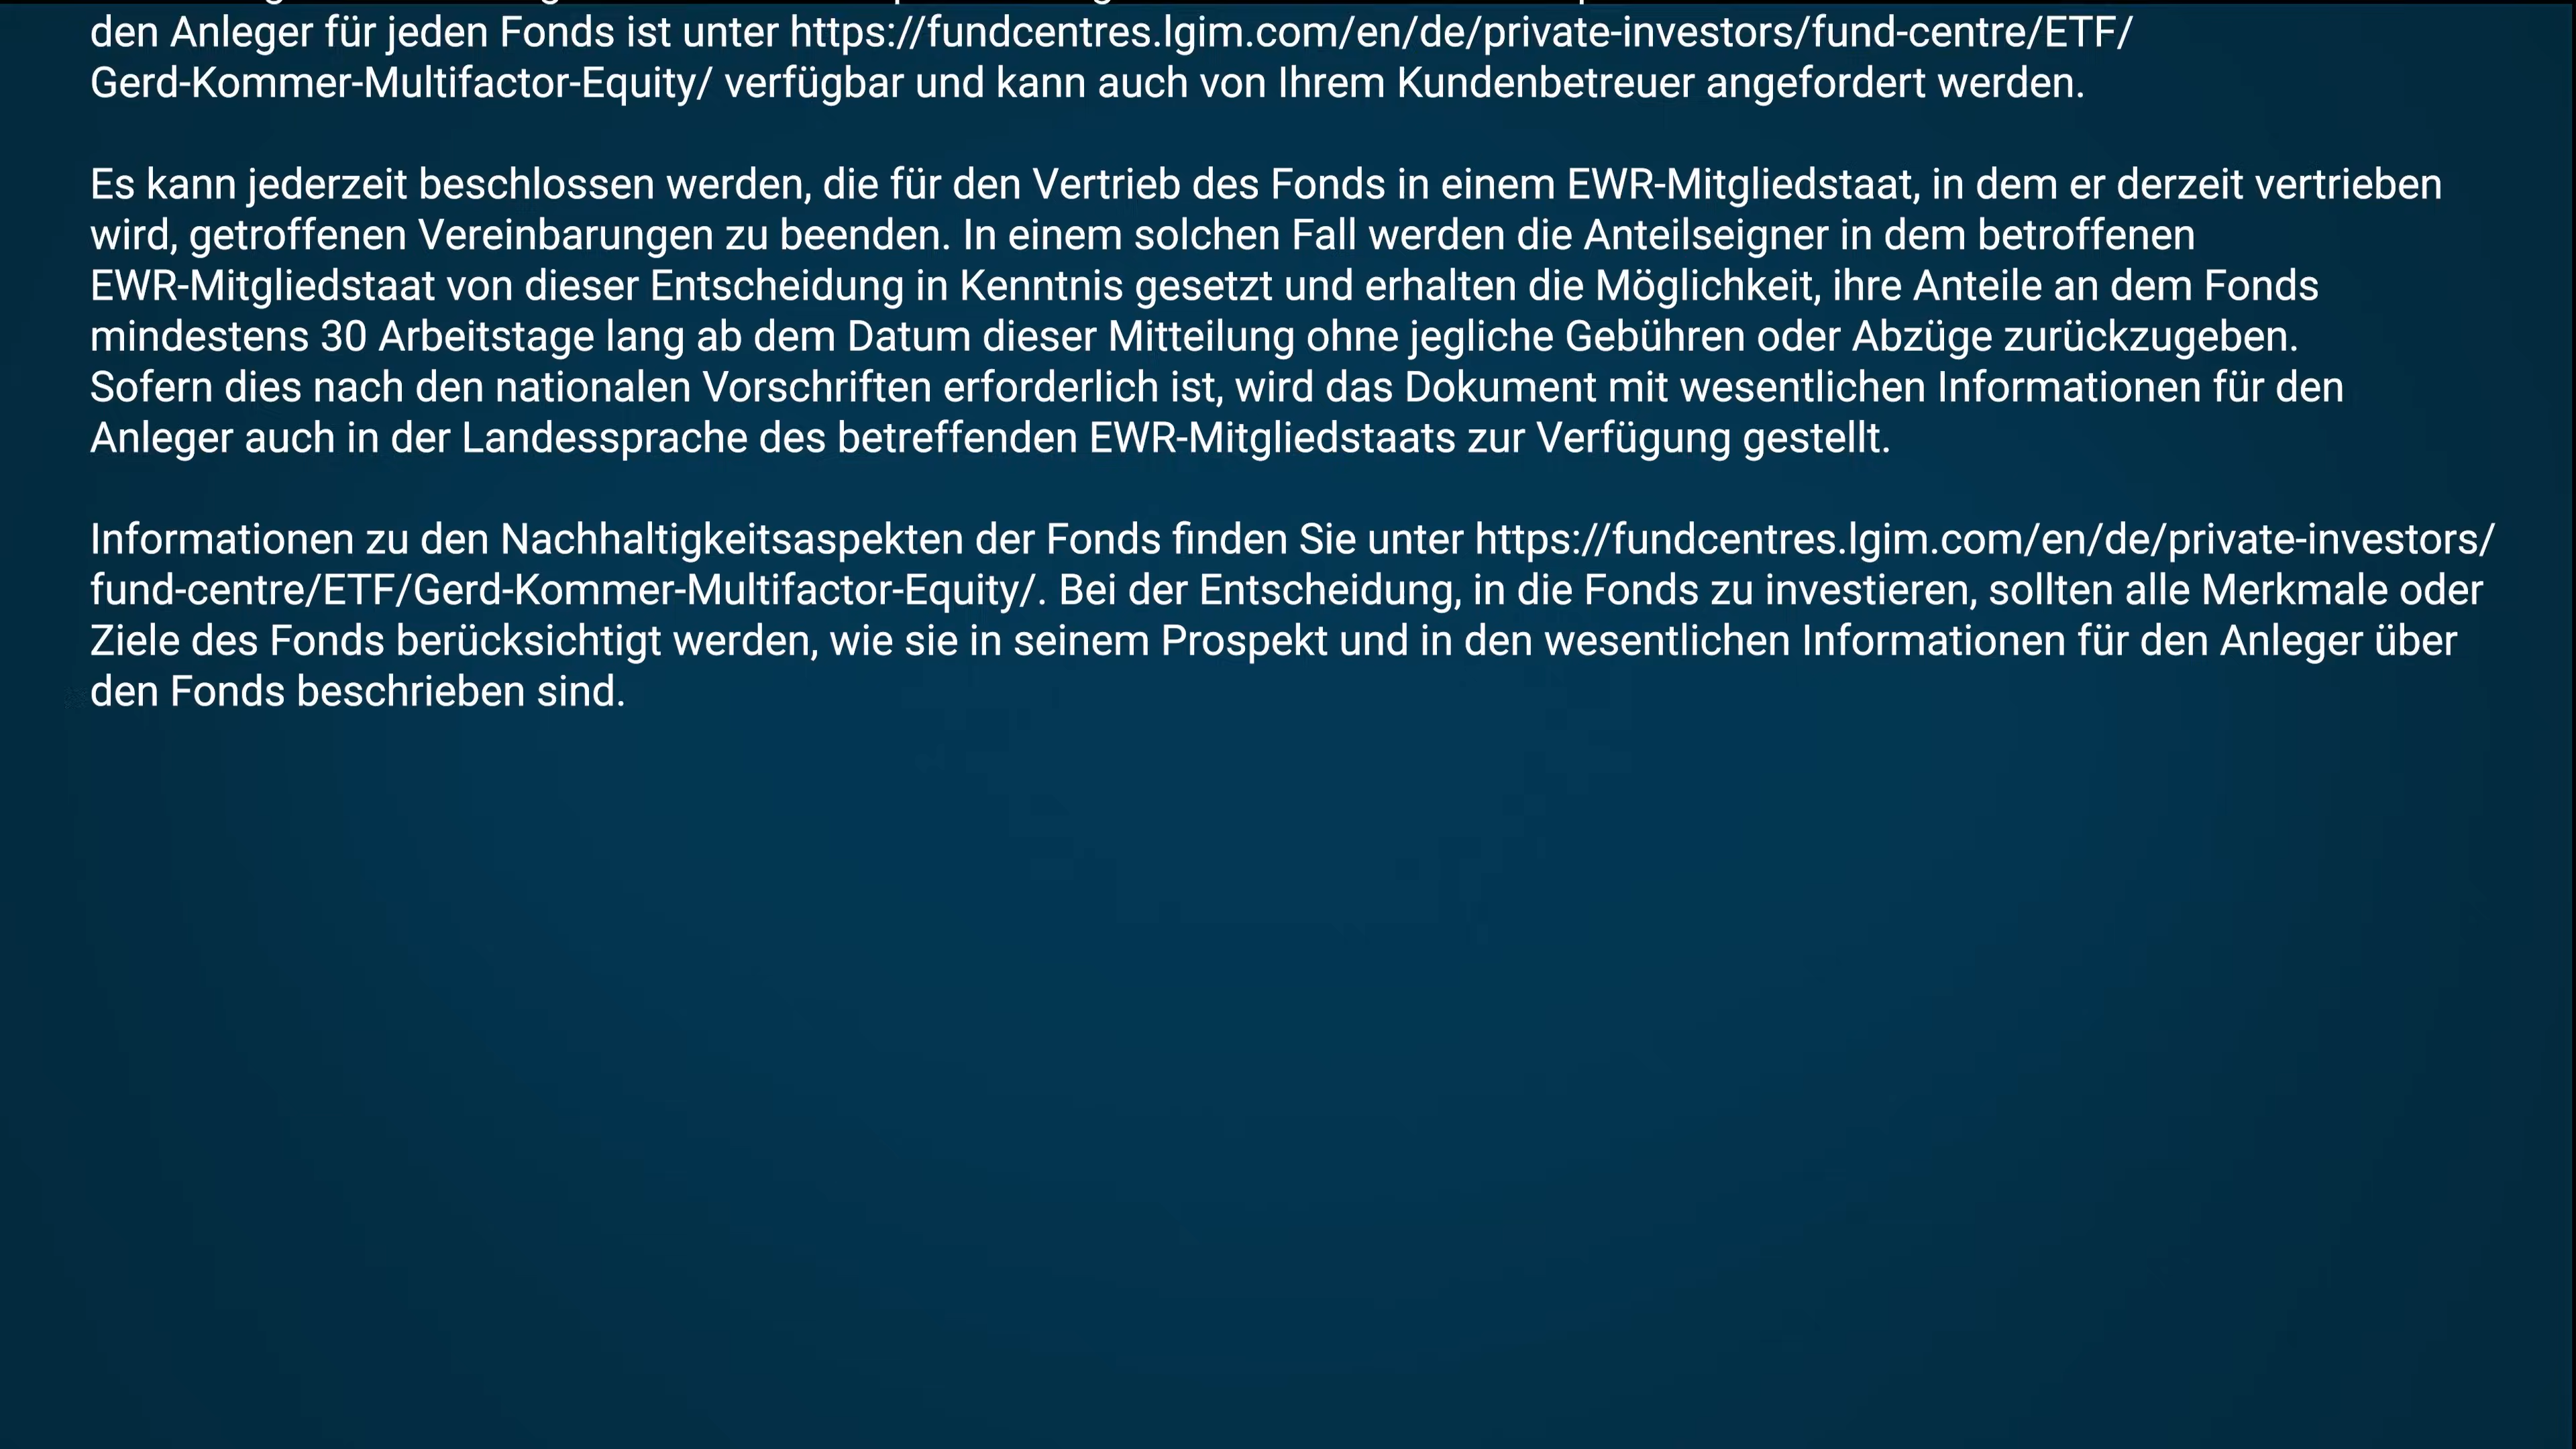 den Anleger für jeden Fonds ist unter https://fundcentres.lgim.com/en/de/private-investors/fund-centre/ETF/
Gerd-Kommer-Multifactor-Equity/ verfügbar und kann auch von Ihrem Kundenbetreuer angefordert werden.
Es kann jederzeit beschlossen werden, die für den Vertrieb des Fonds in einem EWR-Mitgliedstaat, in dem er derzeit vertrieben
wird, getroffenen Vereinbarungen zu beenden. In einem solchen Fall werden die Anteilseigner in dem betroffenen
EWR-Mitgliedstaat von dieser Entscheidung in Kenntnis gesetzt und erhalten die Möglichkeit, ihre Anteile an dem Fonds
mindestens 30 Arbeitstage lang ab dem Datum dieser Mitteilung ohne jegliche Gebühren oder Abzüge zurückzugeben.
Sofern dies nach den nationalen Vorschriften erforderlich ist, wird das Dokument mit wesentlichen Informationen für den
Anleger auch in der Landessprache des betreffenden EWR-Mitgliedstaats zur Verfügung gestellt.
Informationen zu den Nachhaltigkeitsaspekten der Fonds finden Sie unter https://fundcentres.lgim.com/en/de/private-investors/
fund-centre/ETF/Gerd-Kommer-Multifactor-Equity/. Bei der Entscheidung, in die Fonds zu investieren, sollten alle Merkmale oder
Ziele des Fonds berücksichtigt werden, wie sie in seinem Prospekt und in den wesentlichen Informationen für den Anleger über
den Fonds beschrieben sind.